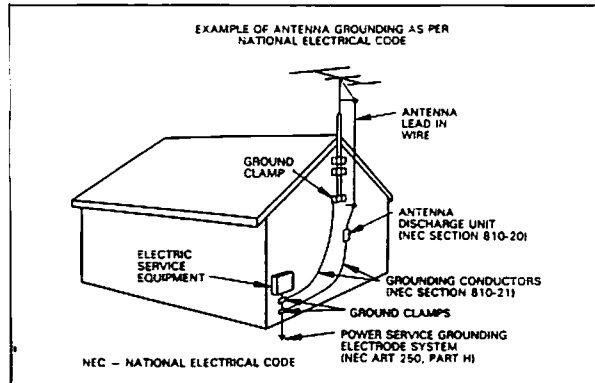 EXAMPLE OF ANTENNA GROUNDING AS PER
NATIONAL ELECTRICAL CODE
ANTENNA
LEAD IN
WIRE
GROUND
CLAMP
ANTENNA
DISCHARGE UNIT
(NEC SECTION 810-20)
ELECTRIC
SERVICE
EQUIPMENT
GROUNDING CONDUCTORS
(NEC SECTION 810-21)
GROUND CLAMPS
POWER SERVICE GROUNDING
ELECTRODE SYSTEM
(NEC ART 250, PART H)
NEC – NATIONAL ELECTRICAL CODE